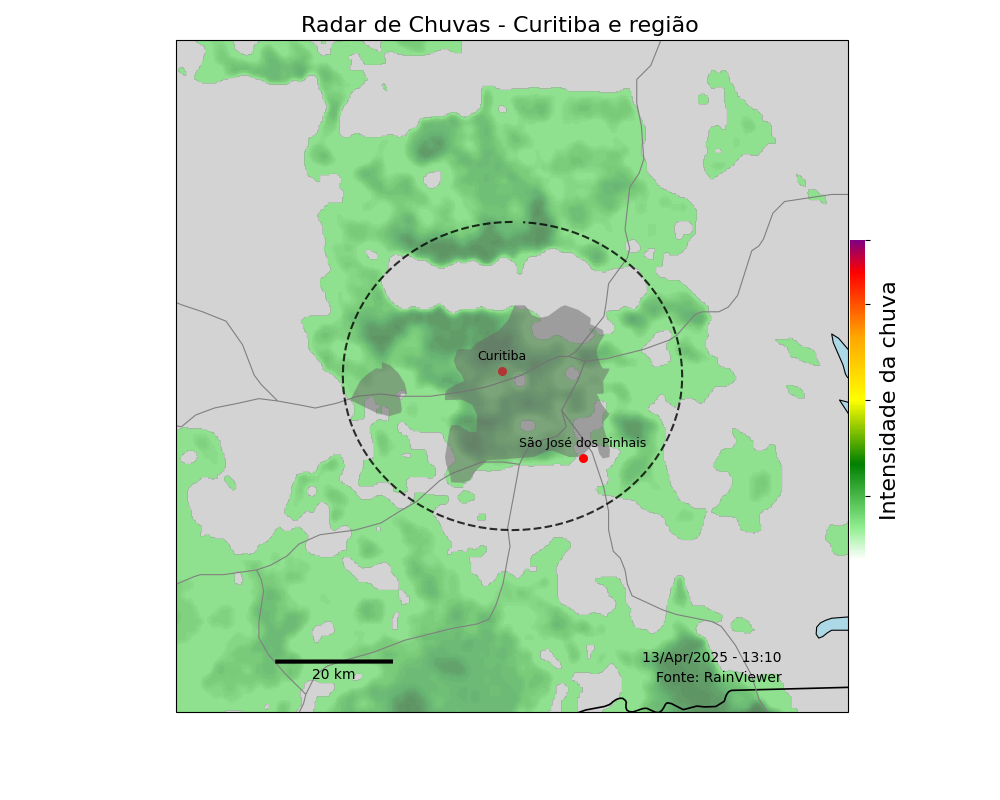 Radar de Chuvas - Curitiba e região
Curitiba
São José dos Pinhais
Intensidade da chuva
13/Apr/2025 - 13:10
Fonte: RainViewer
20 km